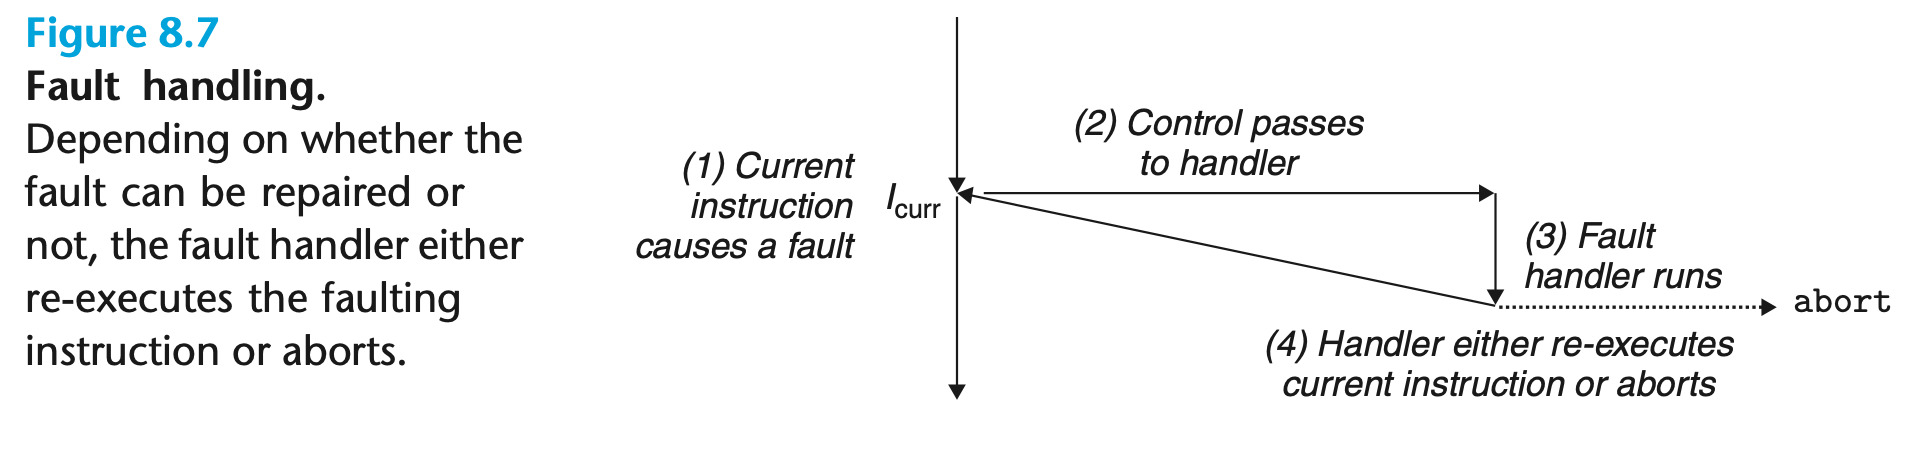 Figure 8.7
Fault handling.
Depending on whether the
fault can be repaired or
not, the fault handler either
re-executes the faulting
instruction or aborts.
(1) Current
instruction
causes a fault
Icurr
(2) Control passes
to handler
(3) Fault
handler runs
abort
(4) Handler either re-executes
current instruction or aborts